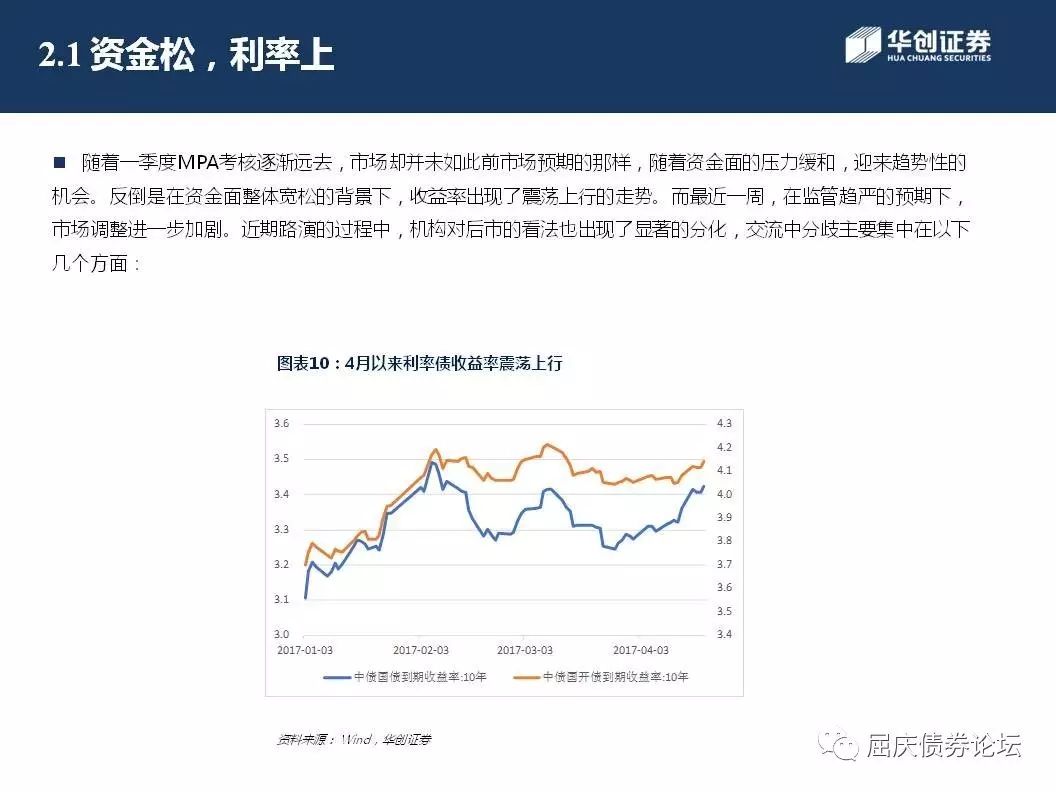 2.1 资金松，利率上
华创证券
HUA CHUANG SECURITIES
■ 随着一季度MPA考核逐渐远去，市场却并未如此前市场预期的那样，随着资金面的压力缓和，迎来趋势性的
机会。反倒是在资金面整体宽松的背景下，收益率出现了震荡上行的走势。而最近一周，在监管趋严的预期下，
市场调整进一步加剧。近期路演的过程中，机构对后市的看法也出现了显著的分化，交流中分歧主要集中在以下
几个方面：
图表10：4月以来利率债收益率震荡上行
3.6 4.3
4.2
3.5 4.1
3.4 4.0
3.9
3.3 3.8
3.2 3.7
3.6
3.1 3.5
3.0 3.4
2017-01-03 2017-02-03 2017-03-03 2017-04-03
中债国债到期收益率:10年 中债国开债到期收益率:10年
资料来源：Wind，华创证券
屈庆债券论坛